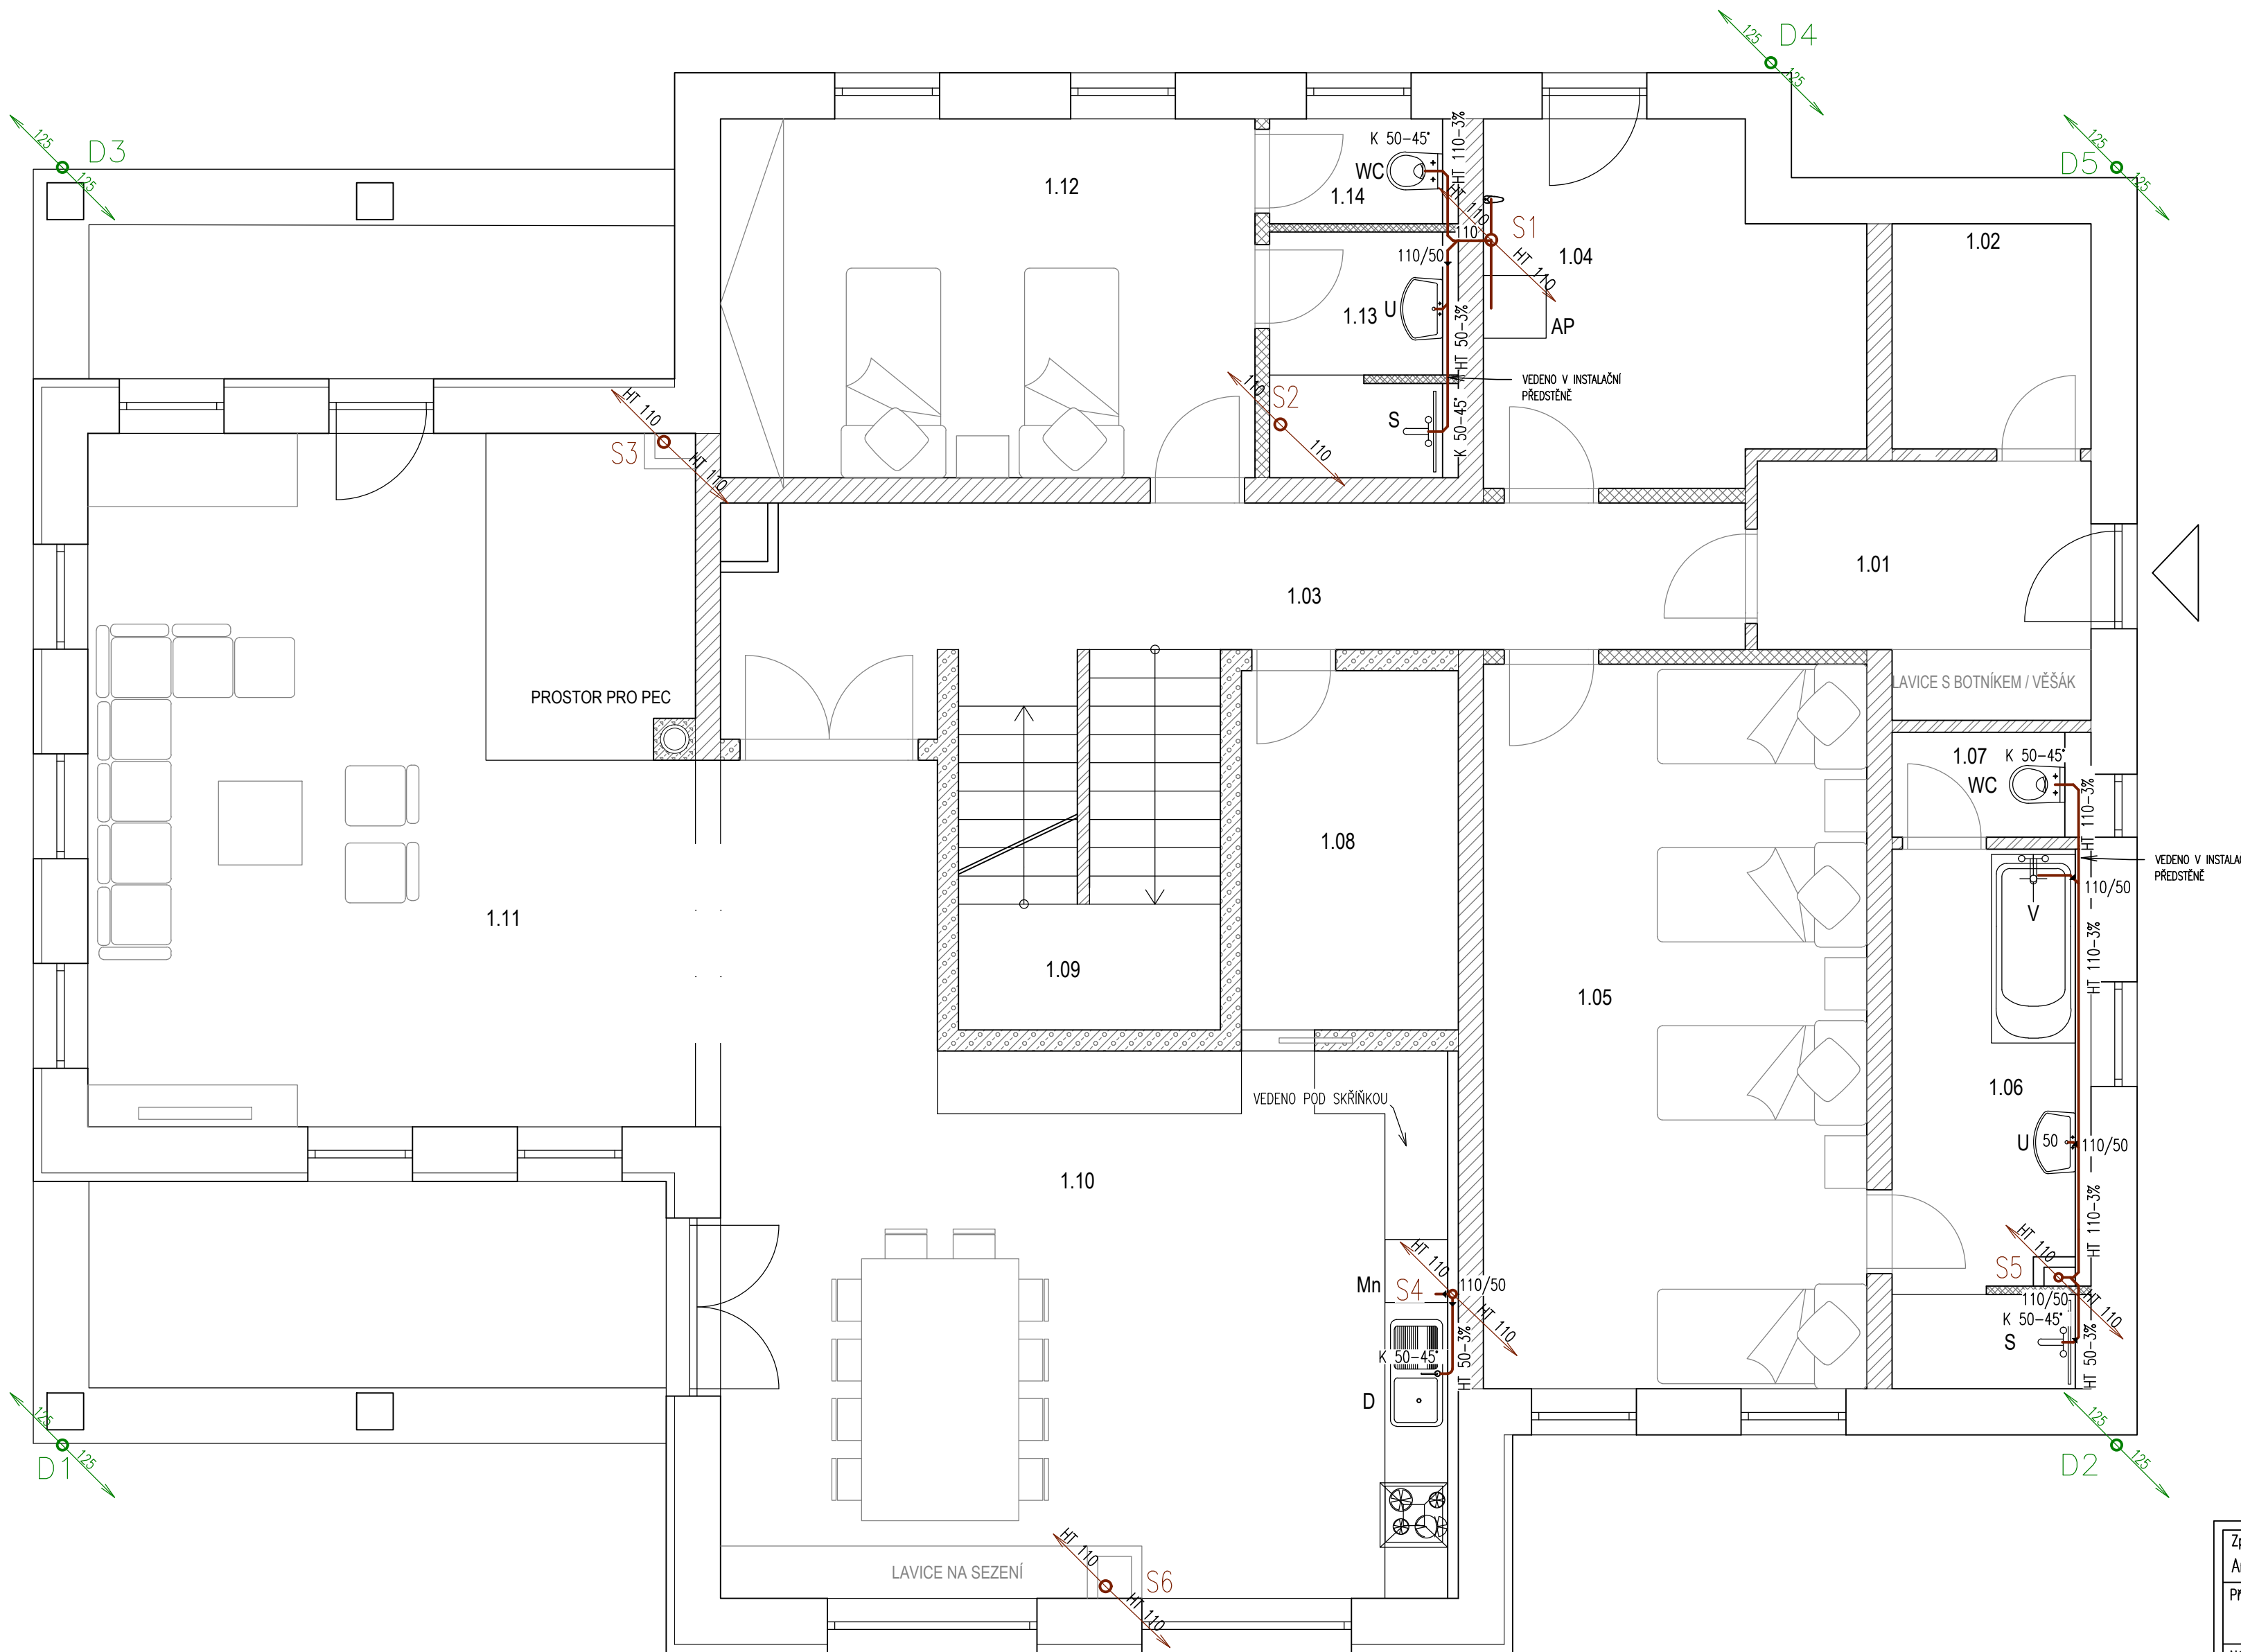 D4
125
125
D3
125
125
D5
125
125
K 50-45°
HT 110-3%
WC
1.12
1.14
HT 110
110
S1
HT 110
1.04
1.02
110/50
1.13
U
HT 50-3%
AP
VEDENO V INSTALAČNÍ
PŘEDSTĚNĚ
S2
110
110
S
K 50-45°
HT 110
S3
HT 110
1.01
1.03
PROSTOR PRO PEC
LAVICE S BOTNÍKEM / VĚŠÁK
1.07
K 50-45°
WC
HT 110-3%
1.08
PŘEDSTĚNĚ
VEDENO V
110/50
V
1.11
HT 110-3%
1.09
1.05
1.06
VEDENO POD SKŘÍŇKOU
U
50
110/50
1.10
HT 110-3%
HT 110
S5
HT 110
Mn
S4
HT 110
110/50
HT 110
110/50
K 50-45°
S
HT 50-3%
K 50-45°
HT 50-3%
D
125
125
D1
125
125
D2
LAVICE NA SEZENÍ
HT 110
S6
HT 110